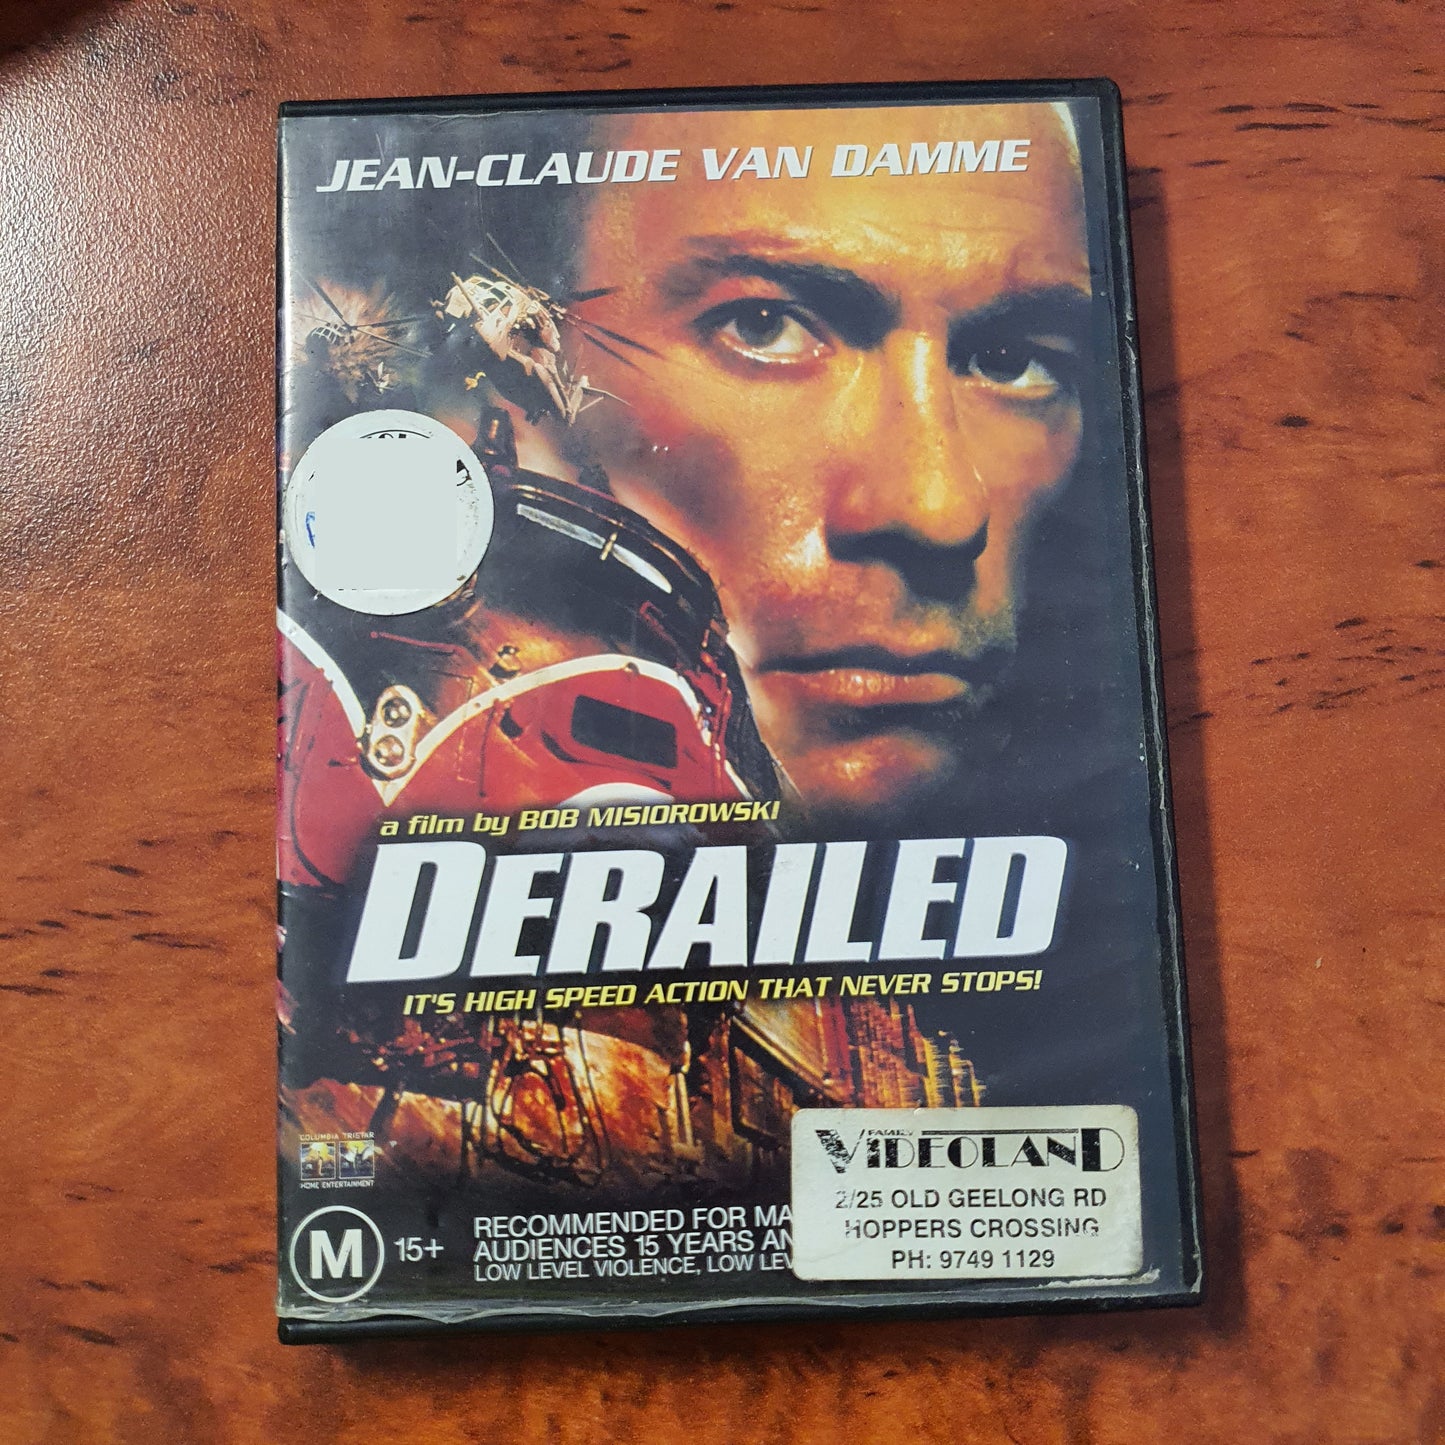 JEAN-CLAUDE VAN DAMME
a film by BOB MISIOROWSKI
DERAILED
IT'S HIGH SPEED ACTION THAT NEVER STOPS!
COLUMBIA TRISTAR
HOME ENTERTAINMENT
M 15+
RECOMMENDED FOR MA
AUDIENCES 15 YEARS AN
LOW LEVEL VIOLENCE, LOW LEV
FAMILY
VIDEOLAND
2/25 OLD GEELONG RD
HOPPERS CROSSING
PH: 9749 1129